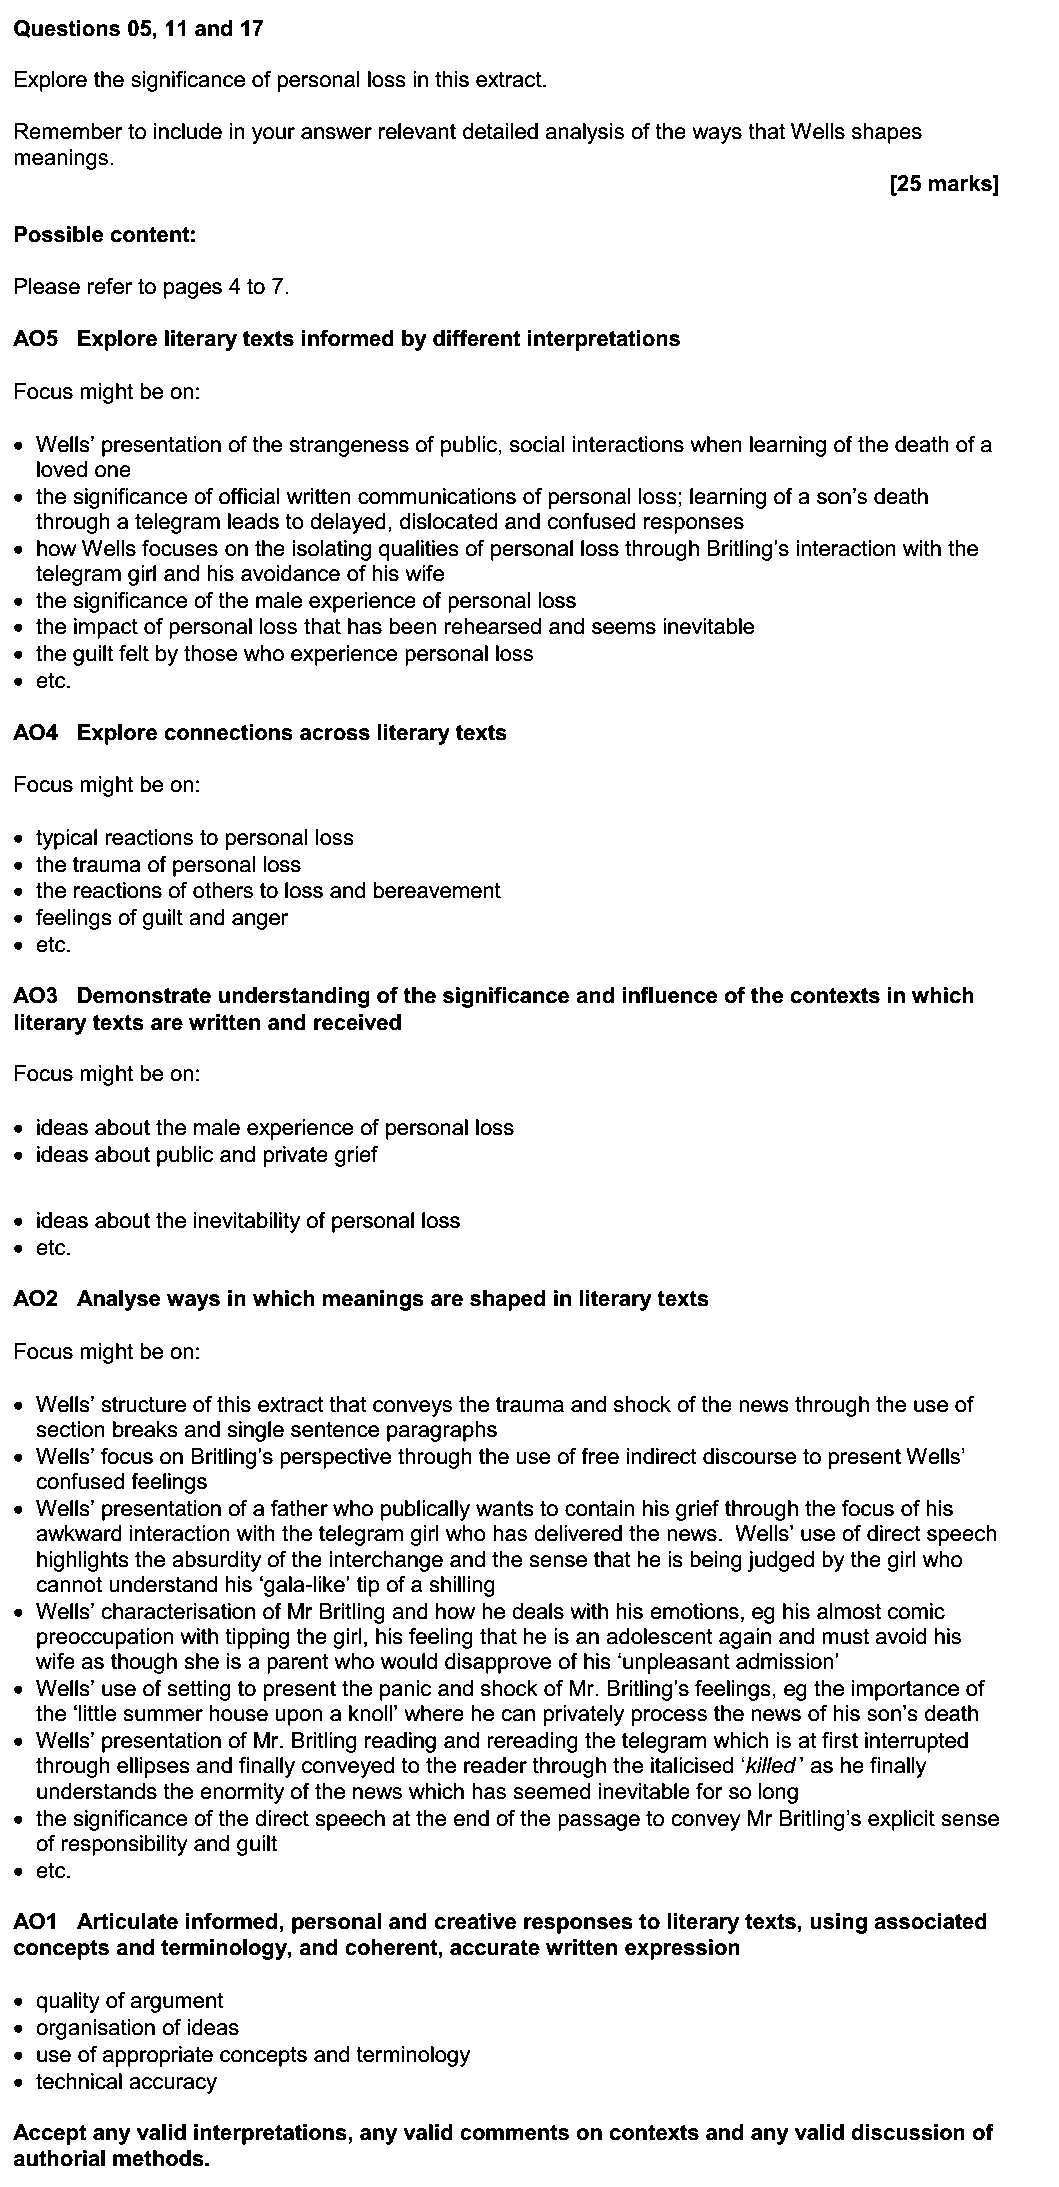 Questions 05, 11 and 17
Explore the significance of personal loss in this extract.
Remember to include in your answer relevant detailed analysis of the ways that Wells shapes
meanings.
[25 marks]
Possible content:
Please refer to pages 4 to 7.
AO5 Explore literary texts informed by different interpretations
Focus might be on:
• Wells’ presentation of the strangeness of public, social interactions when learning of the death of a
loved one
• the significance of official written communications of personal loss; learning of a son’s death
through a telegram leads to delayed, dislocated and confused responses
• how Wells focuses on the isolating qualities of personal loss through Britling’s interaction with the
telegram girl and his avoidance of his wife
• the significance of the male experience of personal loss
• the impact of personal loss that has been rehearsed and seems inevitable
• the guilt felt by those who experience personal loss
• etc.
AO4 Explore connections across literary texts
Focus might be on:
• typical reactions to personal loss
• the trauma of personal loss
• the reactions of others to loss and bereavement
• feelings of guilt and anger
• etc.
AO3 Demonstrate understanding of the significance and influence of the contexts in which
literary texts are written and received
Focus might be on:
• ideas about the male experience of personal loss
• ideas about public and private grief
• ideas about the inevitability of personal loss
• etc.
AO2 Analyse ways in which meanings are shaped in literary texts
Focus might be on:
• Wells’ structure of this extract that conveys the trauma and shock of the news through the use of
section breaks and single sentence paragraphs
• Wells’ focus on Britling’s perspective through the use of free indirect discourse to present Wells’
confused feelings
• Wells’ presentation of a father who publically wants to contain his grief through the focus of his
awkward interaction with the telegram girl who has delivered the news. Wells’ use of direct speech
highlights the absurdity of the interchange and the sense that he is being judged by the girl who
cannot understand his ‘gala-like’ tip of a shilling
• Wells’ characterisation of Mr Britling and how he deals with his emotions, eg his almost comic
preoccupation with tipping the girl, his feeling that he is an adolescent again and must avoid his
wife as though she is a parent who would disapprove of his ‘unpleasant admission’
• Wells’ use of setting to present the panic and shock of Mr. Britling’s feelings, eg the importance of
the ‘little summer house upon a knoll’ where he can privately process the news of his son’s death
• Wells’ presentation of Mr. Britling reading and rereading the telegram which is at first interrupted
through ellipses and finally conveyed to the reader through the italicised ‘killed’ as he finally
understands the enormity of the news which has seemed inevitable for so long
• the significance of the direct speech at the end of the passage to convey Mr Britling’s explicit sense
of responsibility and guilt
• etc.
AO1 Articulate informed, personal and creative responses to literary texts, using associated
concepts and terminology, and coherent, accurate written expression
• quality of argument
• organisation of ideas
• use of appropriate concepts and terminology
• technical accuracy
Accept any valid interpretations, any valid comments on contexts and any valid discussion of
authorial methods.